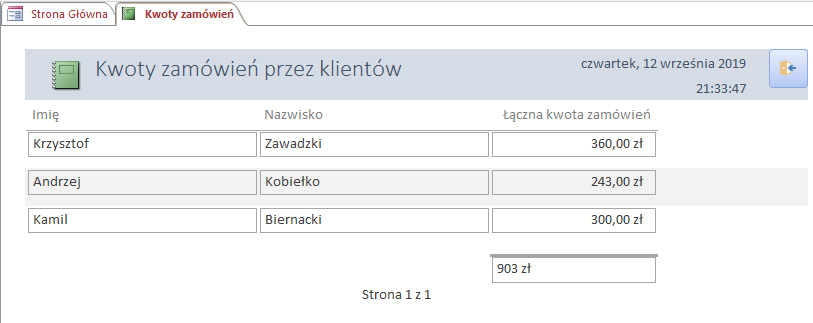 Strona Główna Kwoty zamówień
Kwoty zamówień przez klientów czwartek, 12 września 2019
21:33:47
Imię Nazwisko Łączna kwota zamówień
Krzysztof Zawadzki 360,00 zł
Andrzej Kobiełko 243,00 zł
Kamil Biernacki 300,00 zł
903 zł
Strona 1 z 1